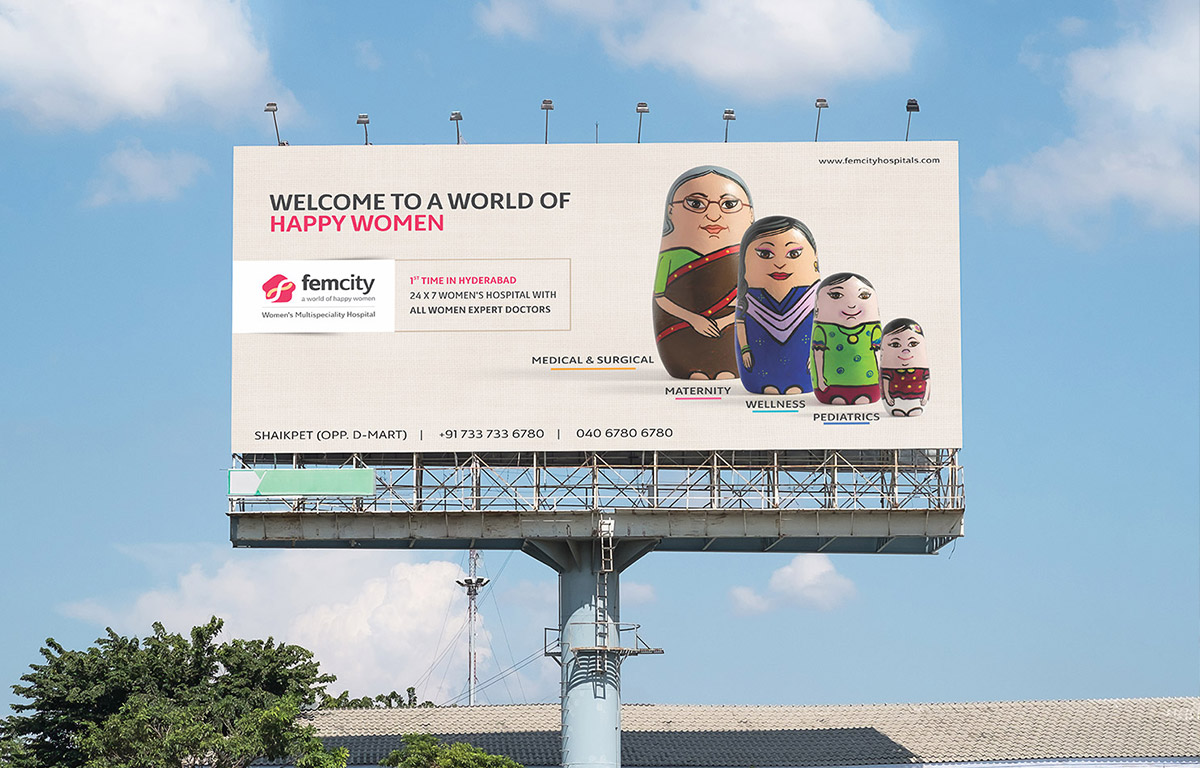 www.femcityhospitals.com
WELCOME TO A WORLD OF
HAPPY WOMEN
femcity
a world of happy women
Women's Multispeciality Hospital
1ST TIME IN HYDERABAD
24 X 7 WOMEN'S HOSPITAL WITH
ALL WOMEN EXPERT DOCTORS
MEDICAL & SURGICAL
MATERNITY
WELLNESS
PEDIATRICS
SHAIKPET (OPP. D-MART) | +91 733 733 6780 | 040 6780 6780